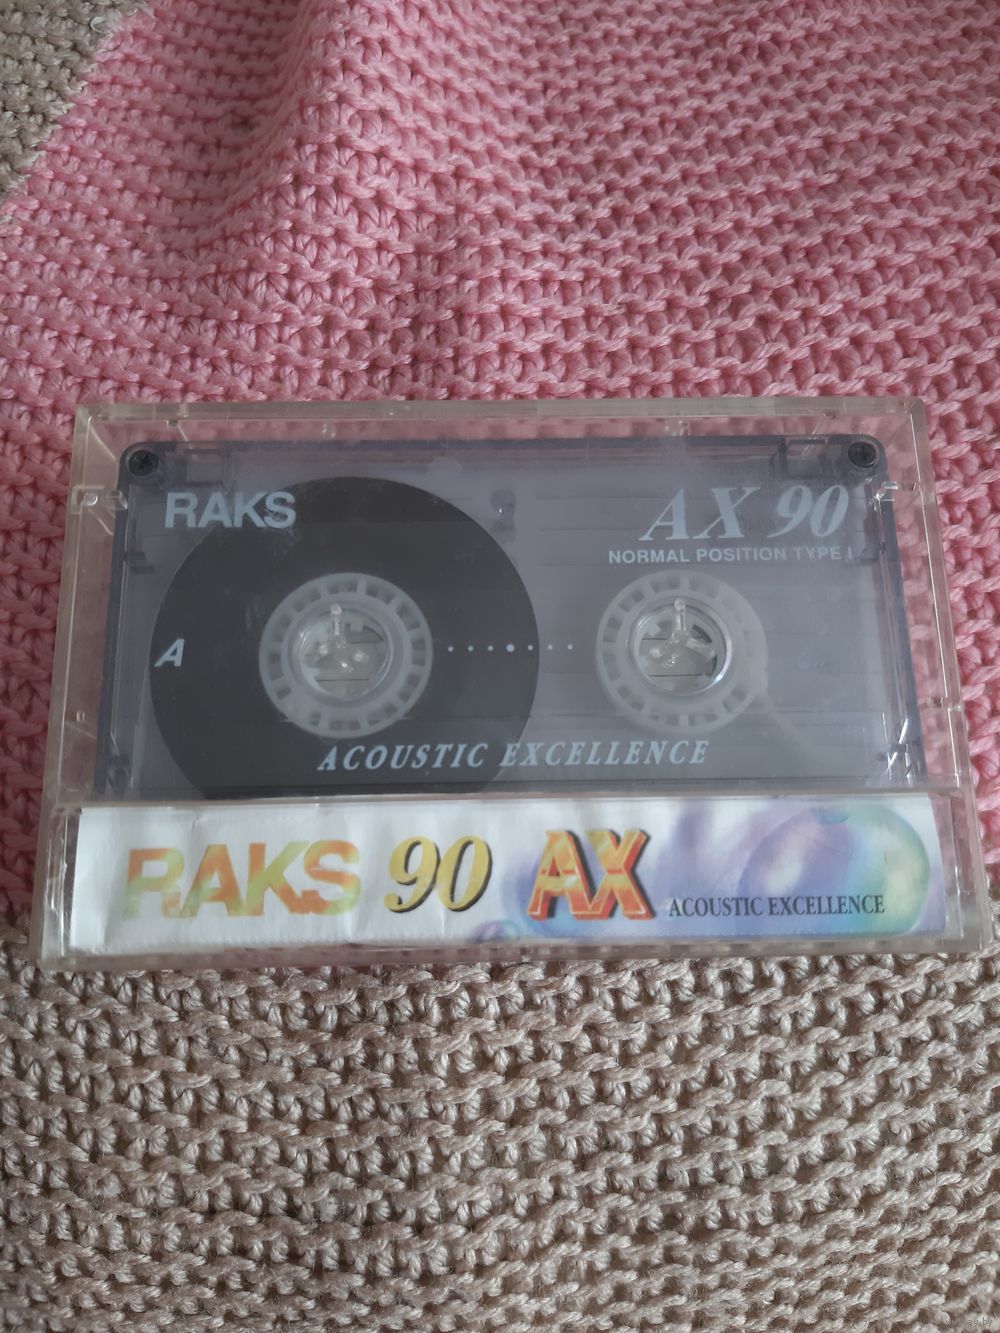 RAKS
AX 90
NORMAL POSITION TYPE I
A
ACOUSTIC EXCELLENCE
RAKS 90 AX ACOUSTIC EXCELLENCE